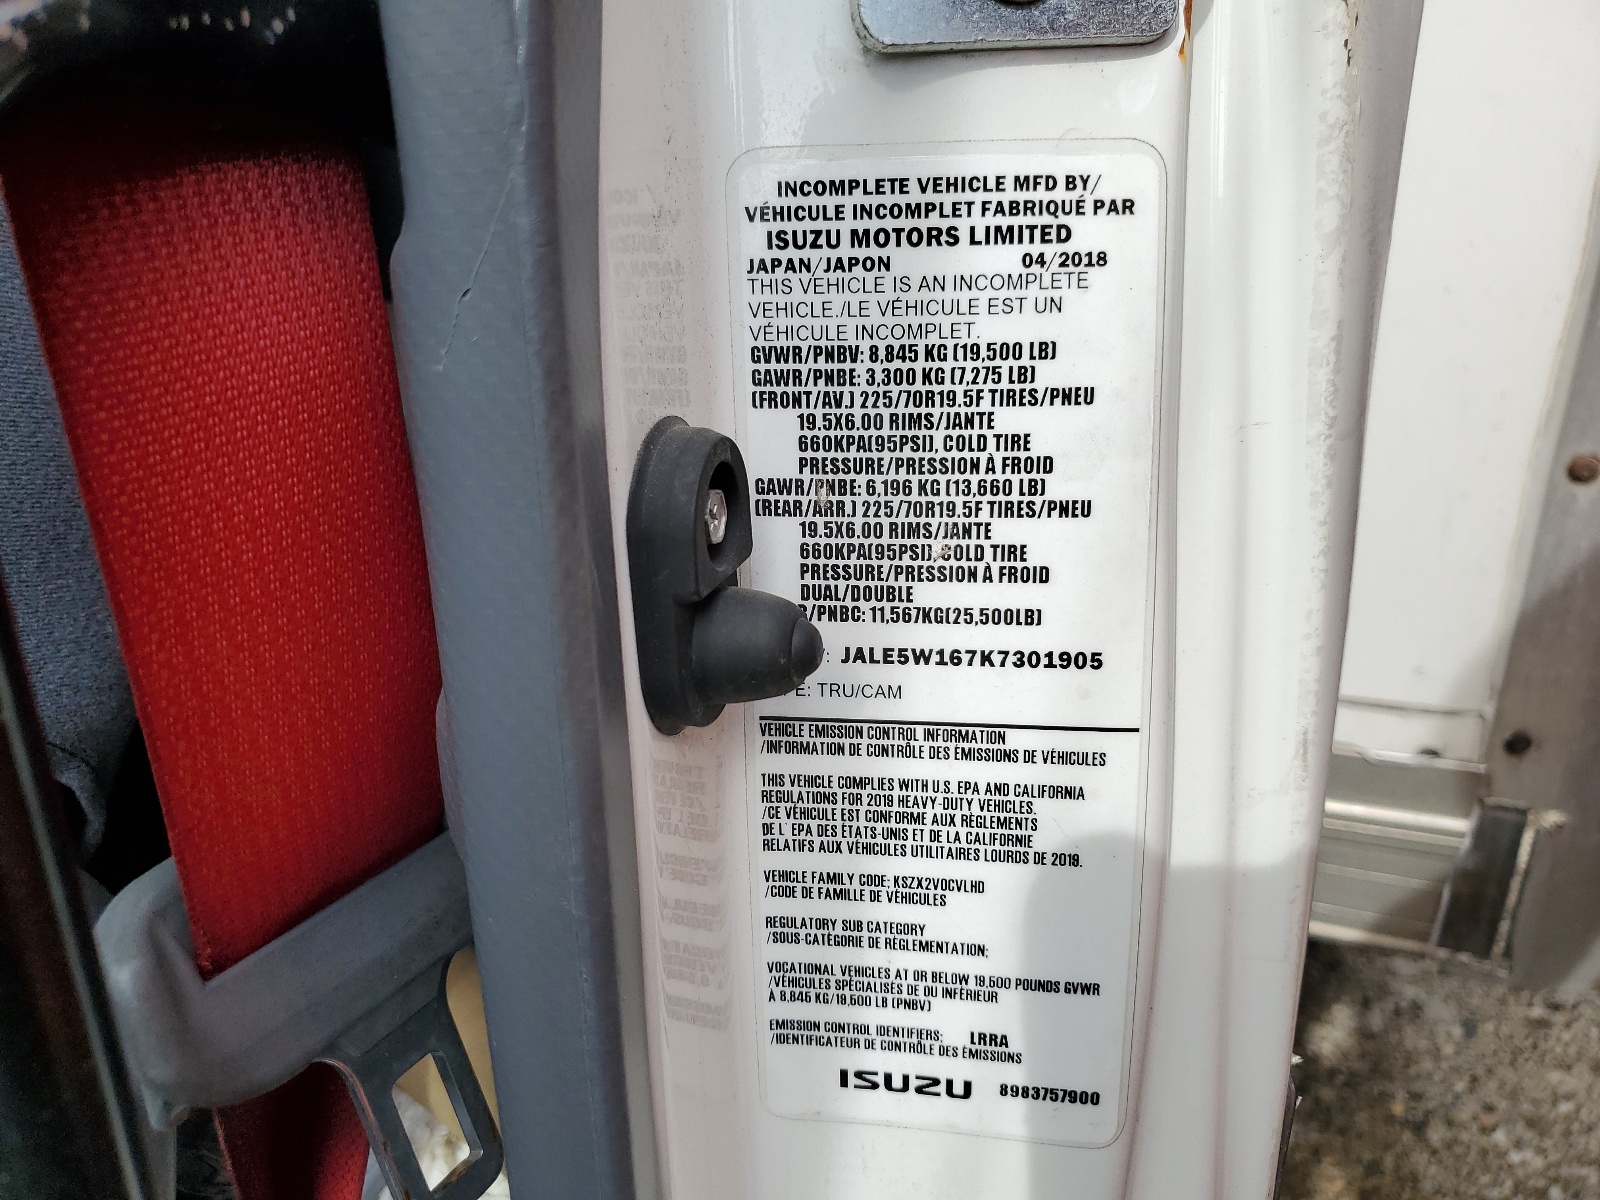 INCOMPLETE VEHICLE MFD BY/
VÉHICULE INCOMPLET FABRIQUÉ PAR
ISUZU MOTORS LIMITED
JAPAN/JAPON 04/2018
THIS VEHICLE IS AN INCOMPLETE
VEHICLE./LE VÉHICULE EST UN
VÉHICULE INCOMPLET.
GVWR/PNBV: 8,845 KG (19,500 LB)
GAWR/PNBE: 3,300 KG (7,275 LB)
(FRONT/AV.) 225/70R19.5F TIRES/PNEU
19.5X6.00 RIMS/JANTE
660KPA(95PSI), COLD TIRE
PRESSURE/PRESSION À FROID
GAWR/PNBE: 6,196 KG (13,660 LB)
(REAR/ARR.) 225/70R19.5F TIRES/PNEU
19.5X6.00 RIMS/JANTE
660KPA(95PSI), COLD TIRE
PRESSURE/PRESSION À FROID
DUAL/DOUBLE
/PNBC: 11,567KG(25,500LB)
: JALE5W167K7301905
E: TRU/CAM
VEHICLE EMISSION CONTROL INFORMATION
/INFORMATION DE CONTRÔLE DES ÉMISSIONS DE VÉHICULES
THIS VEHICLE COMPLIES WITH U.S. EPA AND CALIFORNIA
REGULATIONS FOR 2019 HEAVY-DUTY VEHICLES.
/CE VÉHICULE EST CONFORME AUX RÈGLEMENTS
DE L' EPA DES ÉTATS-UNIS ET DE LA CALIFORNIE
RELATIFS AUX VÉHICULES UTILITAIRES LOURDS DE 2019.
VEHICLE FAMILY CODE; KSZX2VOCVLHD
/CODE DE FAMILLE DE VÉHICULES
REGULATORY SUB CATEGORY
/SOUS-CATÉGORIE DE RÉGLEMENTATION;
VOCATIONAL VEHICLES AT OR BELOW 19,500 POUNDS GVWR
/VÉHICULES SPÉCIALISÉS DE OU INFÉRIEUR
À 8,845 KG/19,500 LB (PNBV)
EMISSION CONTROL IDENTIFIERS; LRRA
/IDENTIFICATEUR DE CONTRÔLE DES ÉMISSIONS
ISUZU 8983757900